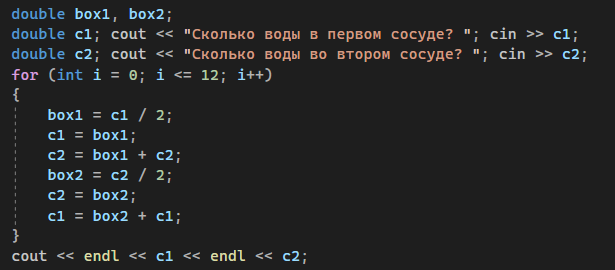 double box1, box2;
double c1; cout << "Сколько воды в первом сосуде? "; cin >> c1;
double c2; cout << "Сколько воды во втором сосуде? "; cin >> c2;
for (int i = 0; i <= 12; i++)
{
    box1 = c1 / 2;
    c1 = box1;
    c2 = box1 + c2;
    box2 = c2 / 2;
    c2 = box2;
    c1 = box2 + c1;
}
cout << endl << c1 << endl << c2;